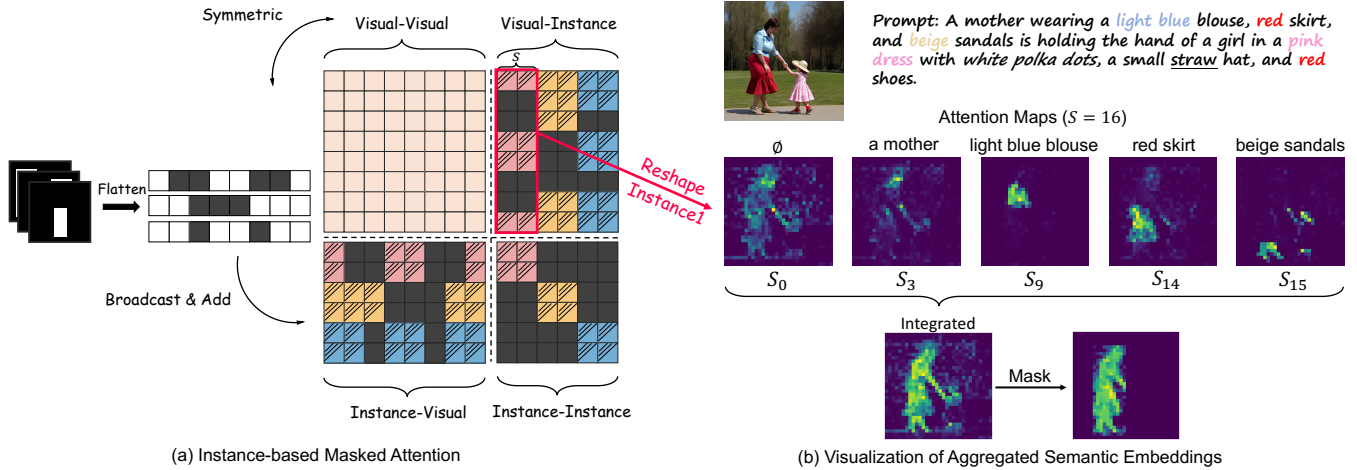 Symmetric
Visual-Visual
Visual-Instance
S
Flatten
Broadcast & Add
Reshape
Instance1
Instance-Visual
Instance-Instance
(a) Instance-based Masked Attention
Prompt: A mother wearing a light blue blouse, red skirt,
and beige sandals is holding the hand of a girl in a pink
dress with white polka dots, a small straw hat, and red
shoes.
Attention Maps (S = 16)
∅ a mother light blue blouse red skirt beige sandals
S₀ S₃ S₉ S₁₄ S₁₅
Integrated
Mask
(b) Visualization of Aggregated Semantic Embeddings